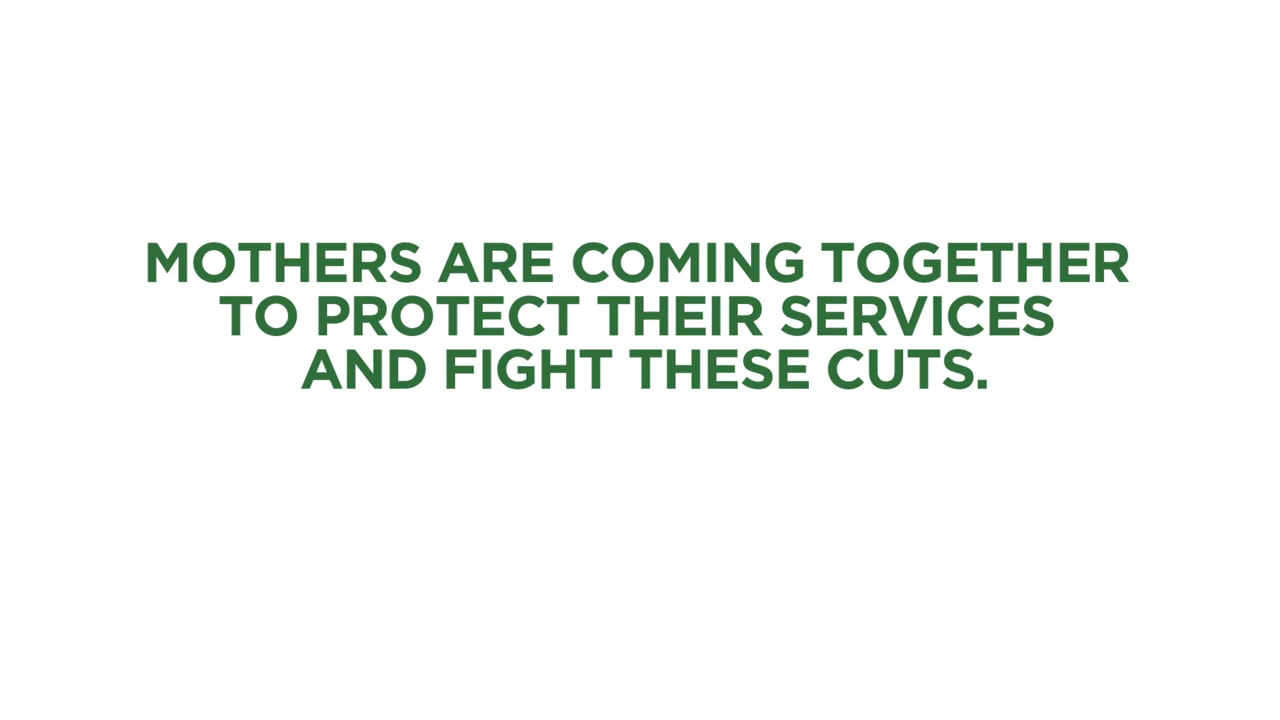 MOTHERS ARE COMING TOGETHER
TO PROTECT THEIR SERVICES
AND FIGHT THESE CUTS.